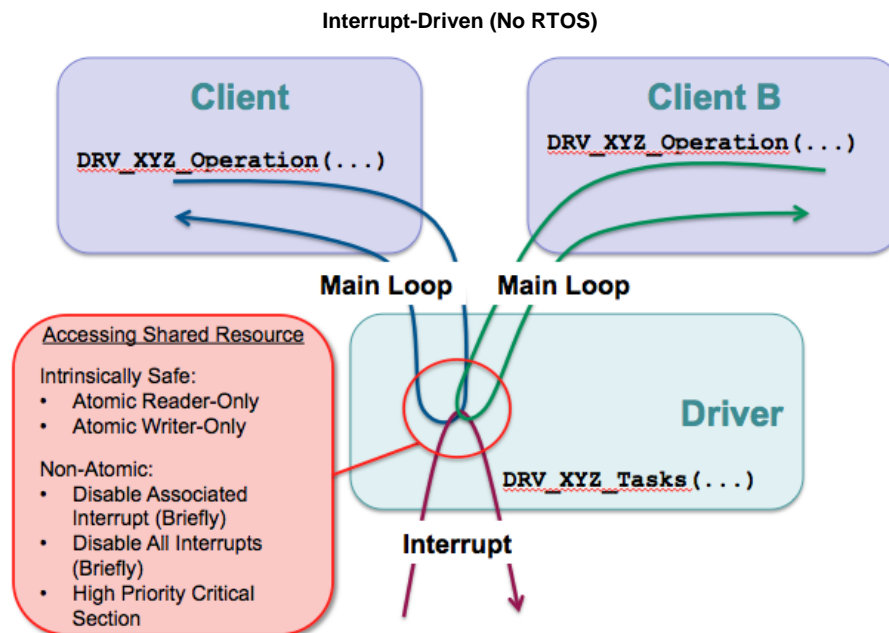 Interrupt-Driven (No RTOS)
Client
DRV_XYZ_Operation(...)
Client B
DRV_XYZ_Operation(...)
Main Loop
Main Loop
Accessing Shared Resource
Intrinsically Safe:
• Atomic Reader-Only
• Atomic Writer-Only
Non-Atomic:
• Disable Associated
Interrupt (Briefly)
• Disable All Interrupts
(Briefly)
• High Priority Critical
Section
Driver
DRV_XYZ_Tasks(...)
Interrupt